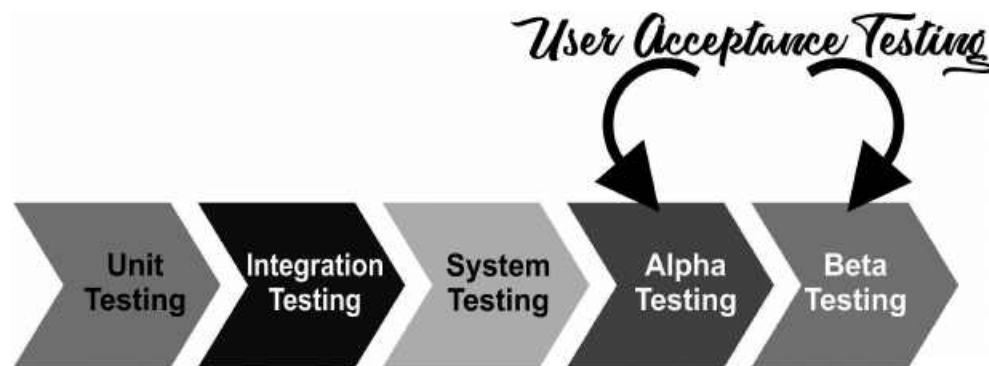 User Acceptance Testing
Unit
Testing
Integration
Testing
System
Testing
Alpha
Testing
Beta
Testing